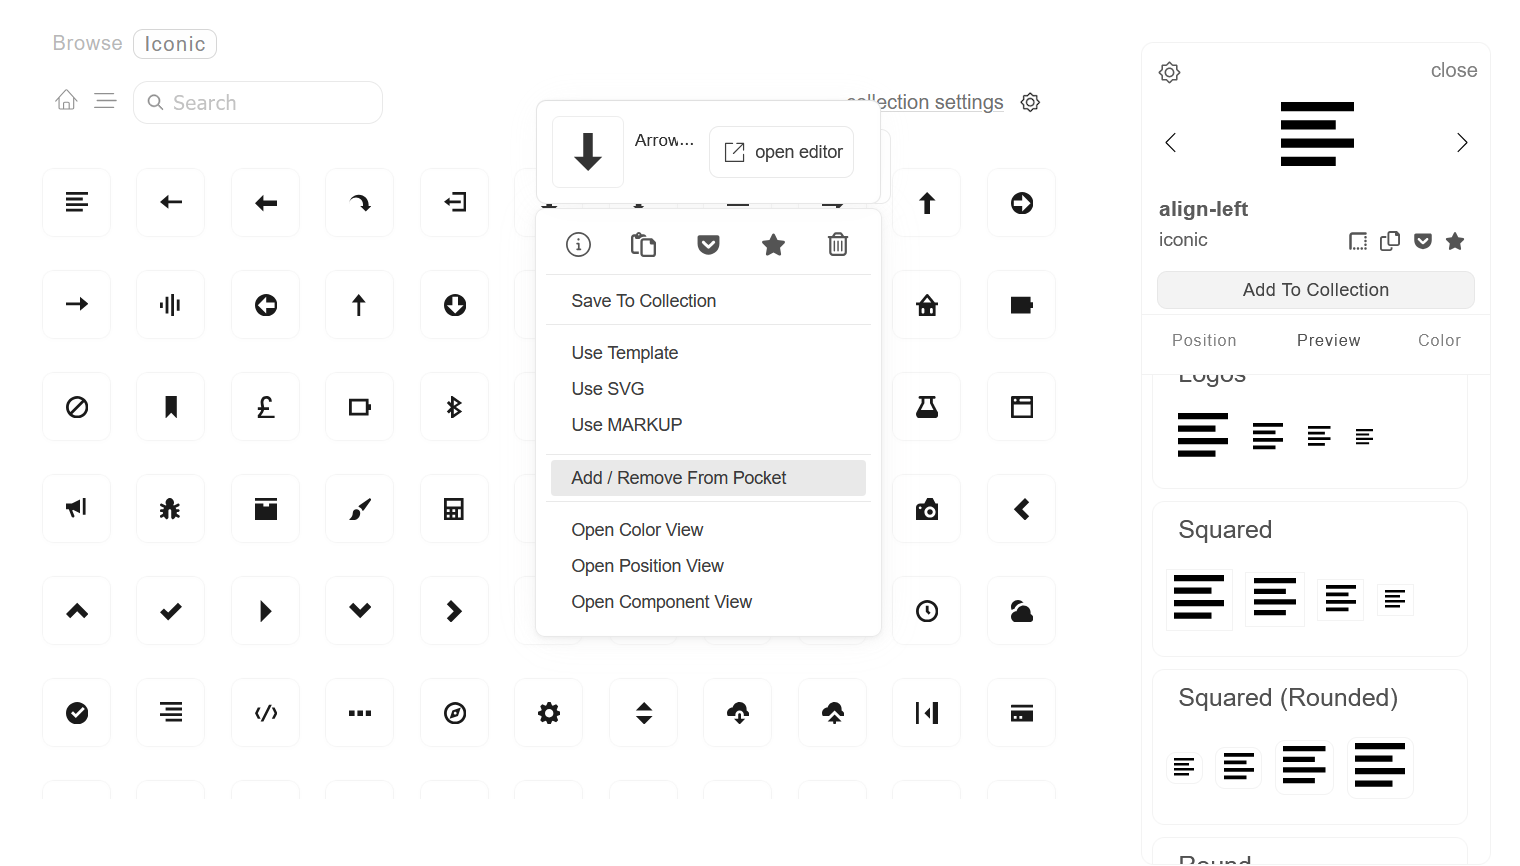 Browse Iconic
Search
collection settings
Arrow...
open editor
Save To Collection
Use Template
Use SVG
Use MARKUP
Add / Remove From Pocket
Open Color View
Open Position View
Open Component View
close
align-left
iconic
Add To Collection
Position Preview Color
Logos
Squared
Squared (Rounded)
Round